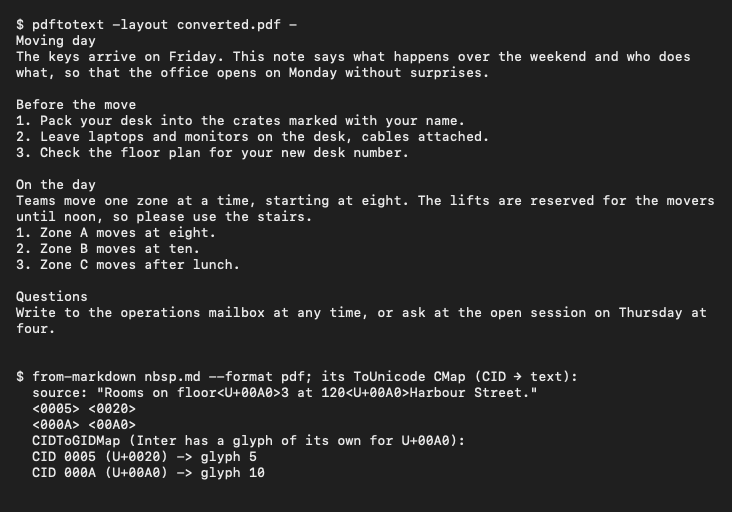 $ pdftotext -layout converted.pdf -
Moving day
The keys arrive on Friday. This note says what happens over the weekend and who does
what, so that the office opens on Monday without surprises.
Before the move
1. Pack your desk into the crates marked with your name.
2. Leave laptops and monitors on the desk, cables attached.
3. Check the floor plan for your new desk number.
On the day
Teams move one zone at a time, starting at eight. The lifts are reserved for the movers
until noon, so please use the stairs.
1. Zone A moves at eight.
2. Zone B moves at ten.
3. Zone C moves after lunch.
Questions
Write to the operations mailbox at any time, or ask at the open session on Thursday at
four.
$ from-markdown nbsp.md --format pdf; its ToUnicode CMap (CID → text):
source: "Rooms on floor<U+00A0>3 at 120<U+00A0>Harbour Street."
<0005> <0020>
<000A> <00A0>
CIDToGIDMap (Inter has a glyph of its own for U+00A0):
CID 0005 (U+0020) -> glyph 5
CID 000A (U+00A0) -> glyph 10